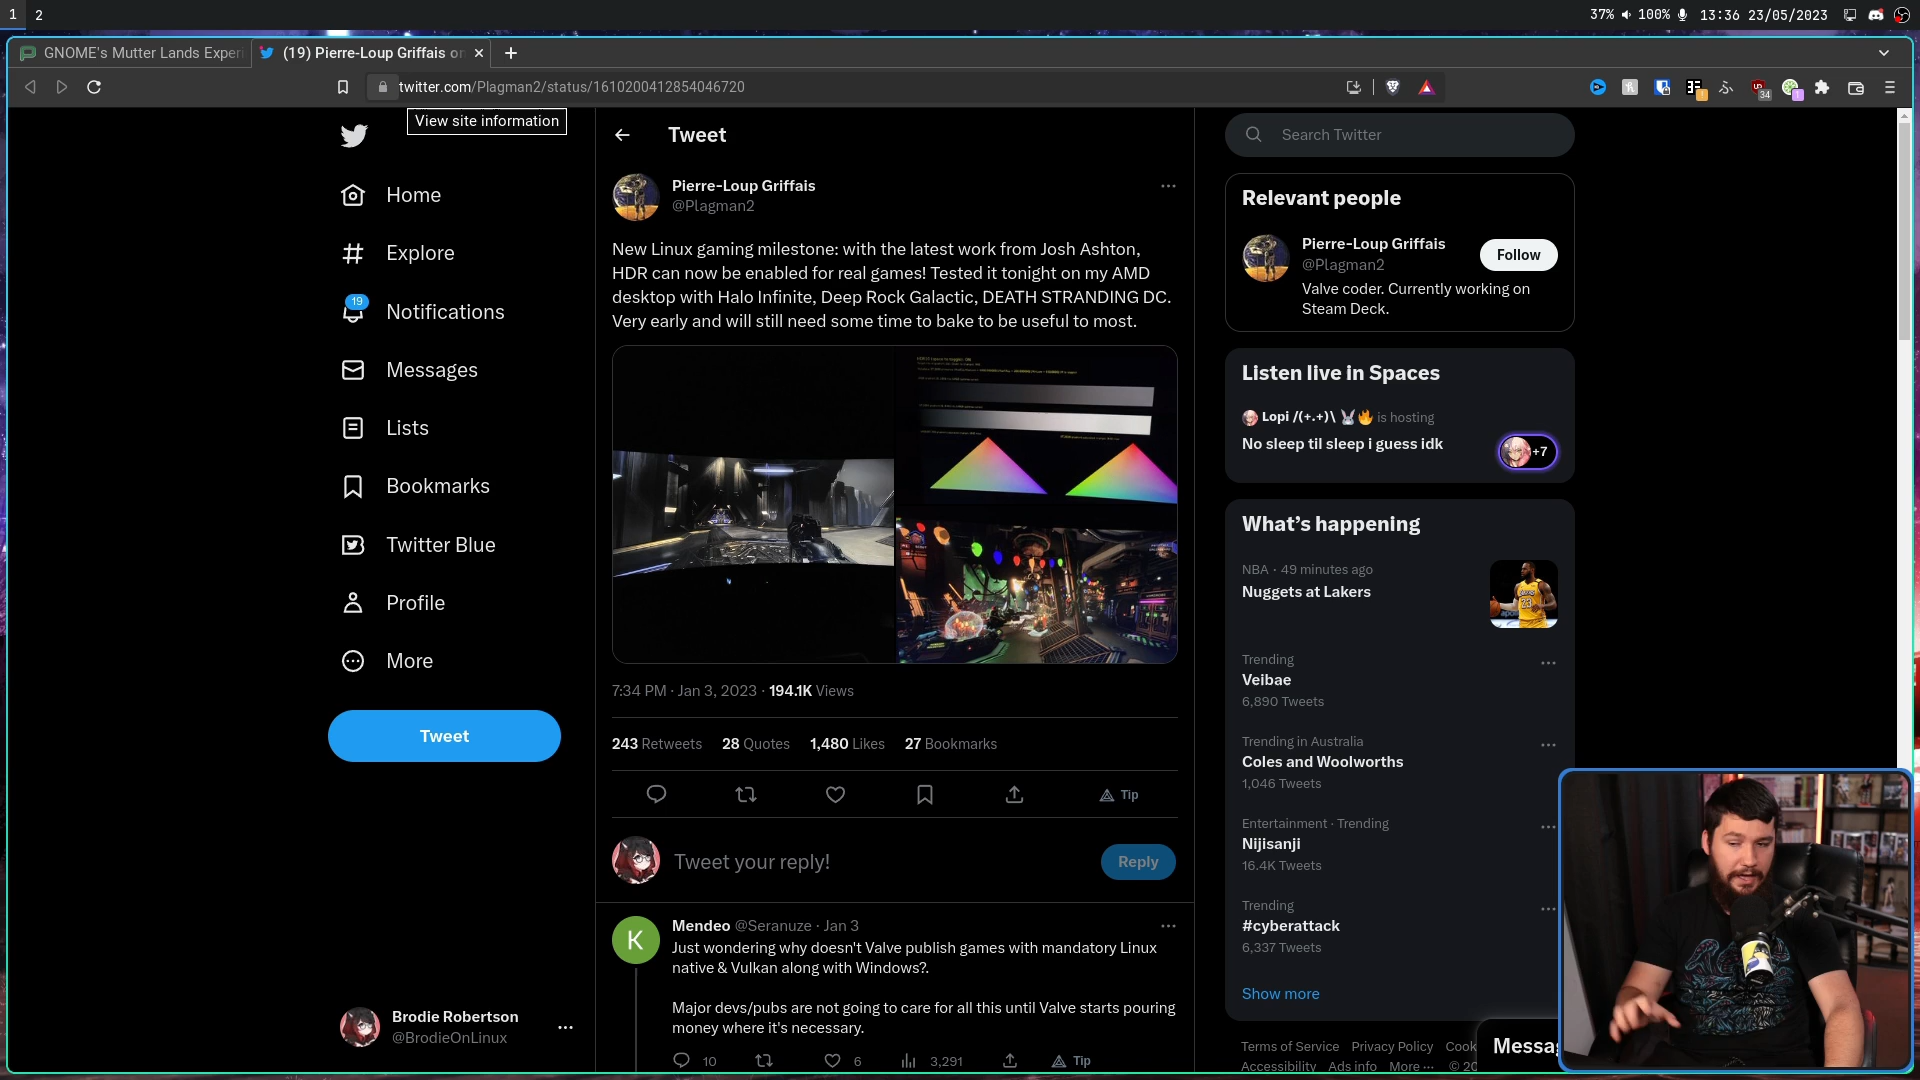 1
2
37%
100%
13:36 23/05/2023
GNOME's Mutter Lands Exper
(19) Pierre-Loup Griffais on
twitter.com/Plagman2/status/1610200412854046720
34
1
View site information
Home
Explore
19
Notifications
Messages
Lists
Bookmarks
Twitter Blue
Profile
More
Tweet
Brodie Robertson
@BrodieOnLinux
Tweet
Pierre-Loup Griffais
@Plagman2
New Linux gaming milestone: with the latest work from Josh Ashton,
HDR can now be enabled for real games! Tested it tonight on my AMD
desktop with Halo Infinite, Deep Rock Galactic, DEATH STRANDING DC.
Very early and will still need some time to bake to be useful to most.
7:34 PM · Jan 3, 2023 · 194.1K Views
243 Retweets 28 Quotes 1,480 Likes 27 Bookmarks
Tip
Tweet your reply!
Reply
K
Mendeo @Seranuze · Jan 3
Just wondering why doesn't Valve publish games with mandatory Linux
native & Vulkan along with Windows?.
Major devs/pubs are not going to care for all this until Valve starts pouring
money where it's necessary.
10
6
3,291
Tip
Search Twitter
Relevant people
Pierre-Loup Griffais
@Plagman2
Follow
Valve coder. Currently working on
Steam Deck.
Listen live in Spaces
Lopi /(+.+)\ 🐰🔥 is hosting
No sleep til sleep i guess idk
+7
What's happening
NBA · 49 minutes ago
Nuggets at Lakers
Trending
Veibae
6,890 Tweets
Trending in Australia
Coles and Woolworths
1,046 Tweets
Entertainment · Trending
Nijisanji
16.4K Tweets
Trending
#cyberattack
6,337 Tweets
Show more
Terms of Service Privacy Policy Cook
Accessibility Ads info More ··· © 20
Messa